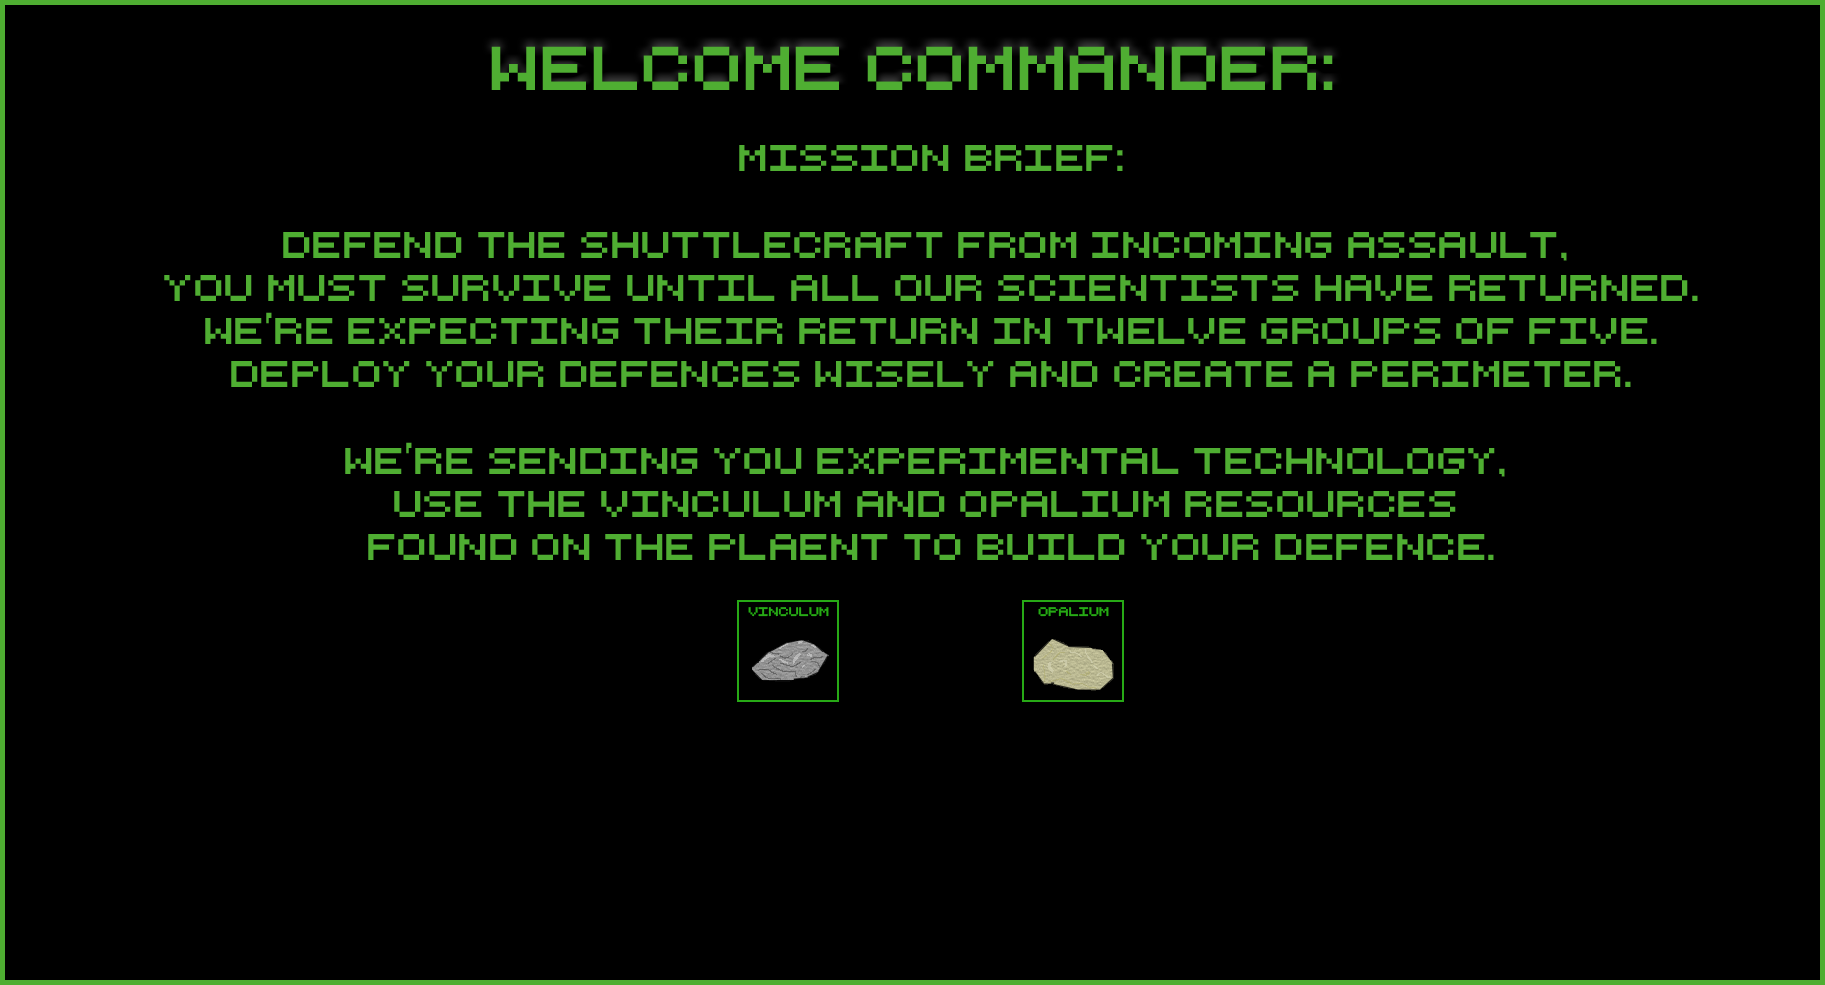 WELCOME COMMANDER:
MISSION BRIEF:
DEFEND THE SHUTTLECRAFT FROM INCOMING ASSAULT,
YOU MUST SURVIVE UNTIL ALL OUR SCIENTISTS HAVE RETURNED.
WE'RE EXPECTING THEIR RETURN IN TWELVE GROUPS OF FIVE.
DEPLOY YOUR DEFENCES WISELY AND CREATE A PERIMETER.
WE'RE SENDING YOU EXPERIMENTAL TECHNOLOGY,
USE THE VINCULUM AND OPALIUM RESOURCES
FOUND ON THE PLAENT TO BUILD YOUR DEFENCE.
VINCULUM
OPALIUM